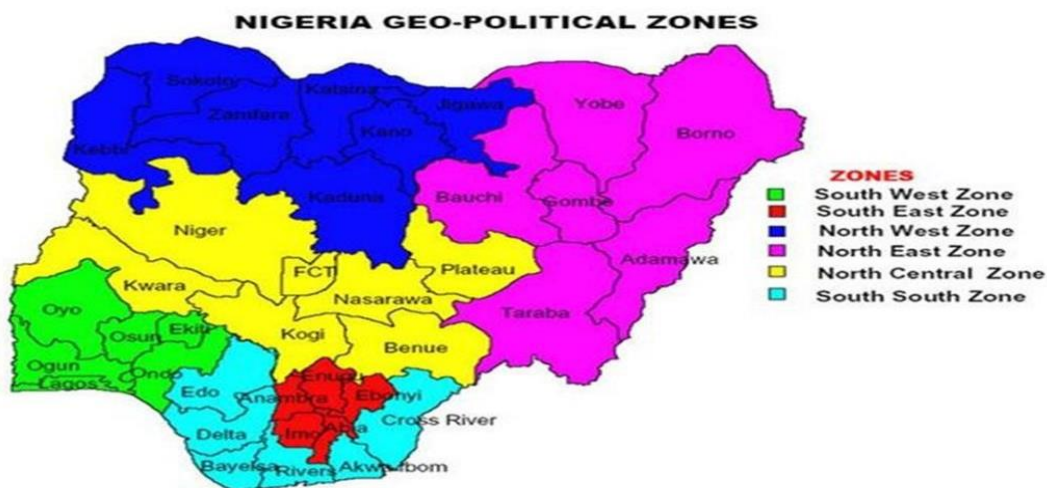 NIGERIA GEO-POLITICAL ZONES
Sokoto
Katsina
Jigawa
Yobe
Zamfara
Kano
Borno
Kebbi
Kaduna
Bauchi
Gombe
Niger
FCT
Plateau
Adamawa
Kwara
Nasarawa
Taraba
Oyo
Kogi
Benue
Osun
Ekiti
Ogun
Ondo
Lagos
Edo
Enugu
Anambra
Ebonyi
Cross River
Delta
Imo
Abia
Bayelsa
Rivers
Akwa Ibom
ZONES
South West Zone
South East Zone
North West Zone
North East Zone
North Central Zone
South South Zone